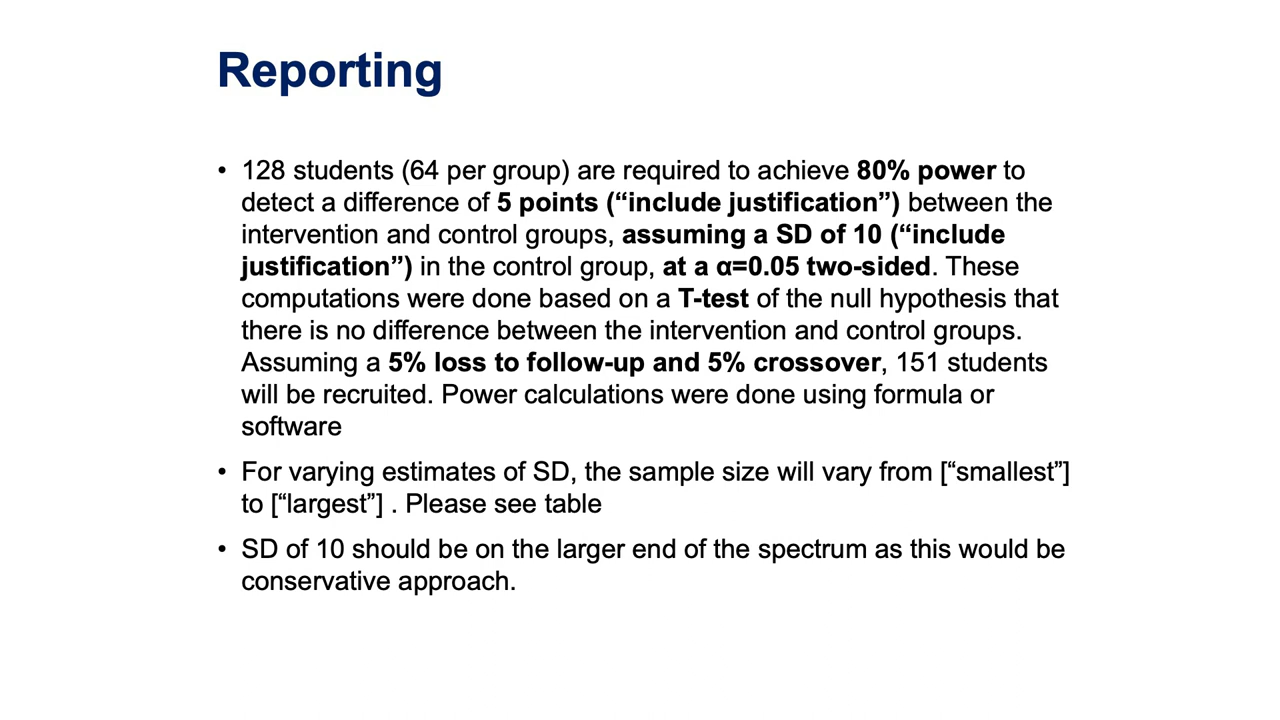 Reporting
• 128 students (64 per group) are required to achieve 80% power to
detect a difference of 5 points (“include justification”) between the
intervention and control groups, assuming a SD of 10 (“include
justification”) in the control group, at a α=0.05 two-sided. These
computations were done based on a T-test of the null hypothesis that
there is no difference between the intervention and control groups.
Assuming a 5% loss to follow-up and 5% crossover, 151 students
will be recruited. Power calculations were done using formula or
software
• For varying estimates of SD, the sample size will vary from [“smallest”]
to [“largest”] . Please see table
• SD of 10 should be on the larger end of the spectrum as this would be
conservative approach.